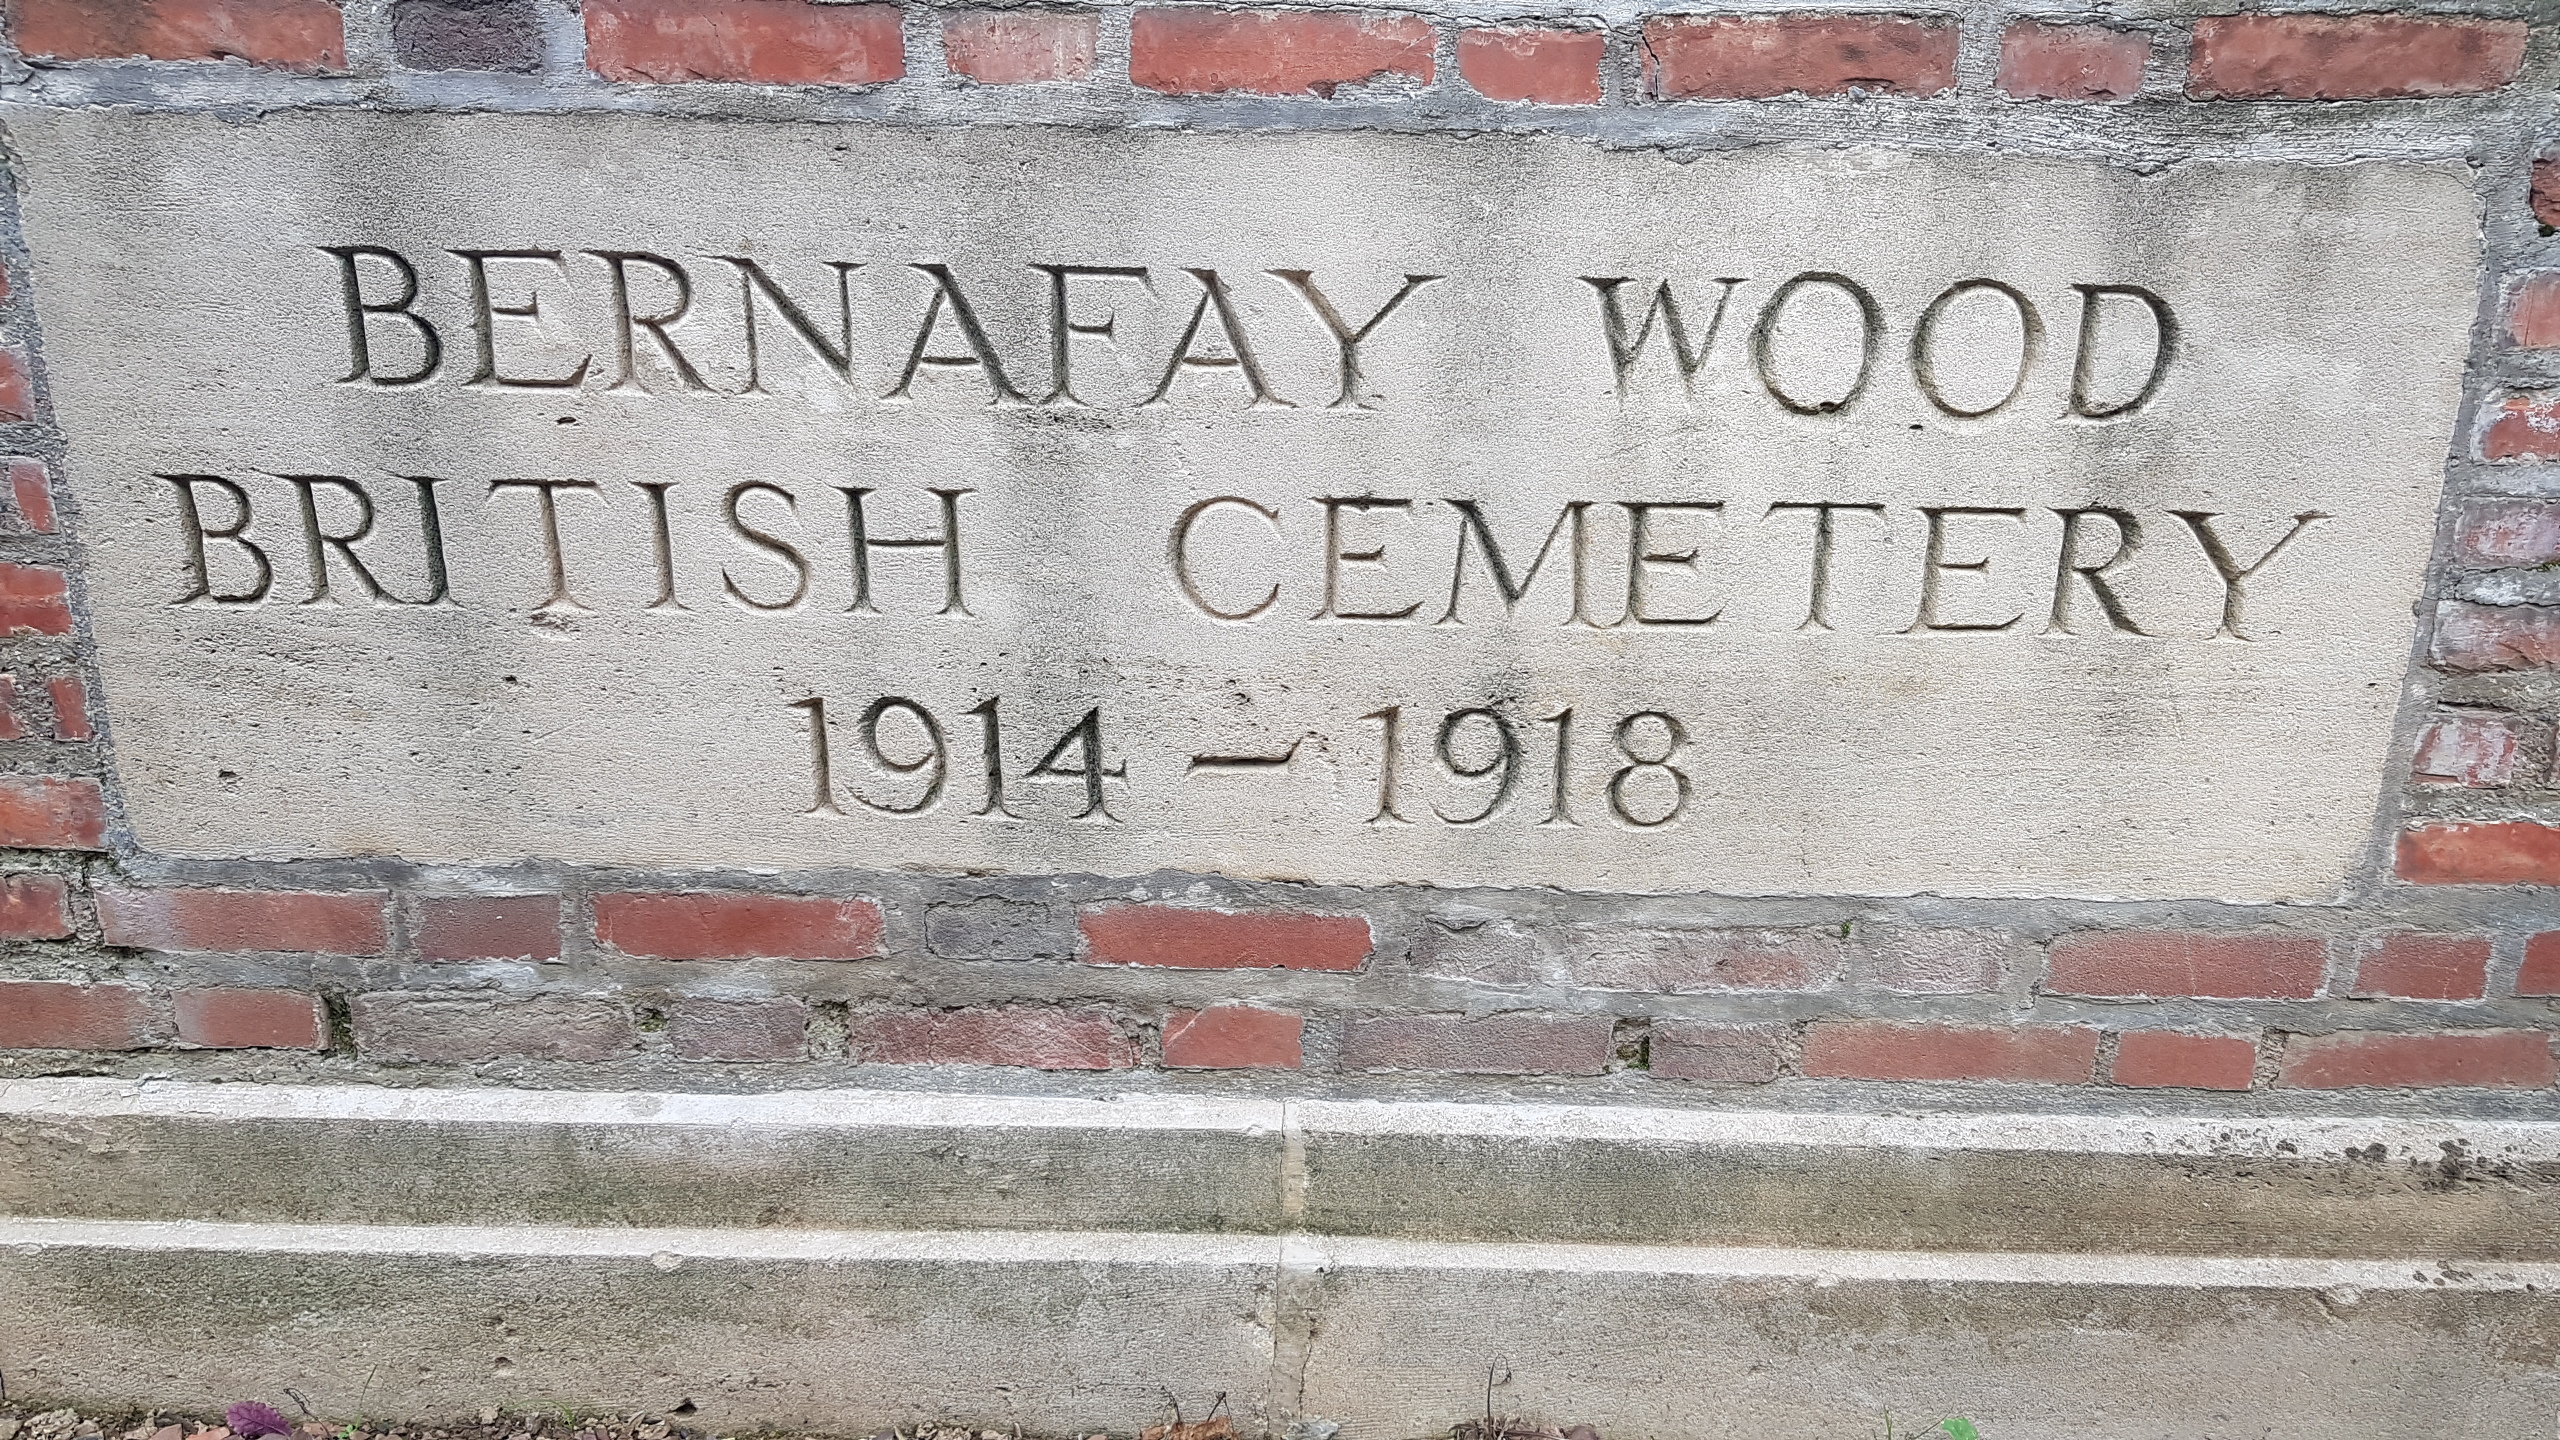 BERNAFAY WOOD
BRITISH CEMETERY
1914 – 1918